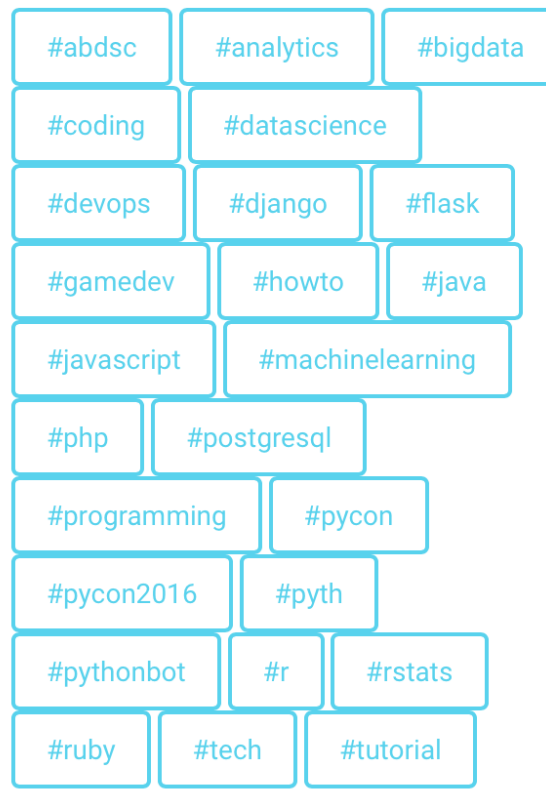 #abdsc #analytics #bigdata
#coding #datascience
#devops #django #flask
#gamedev #howto #java
#javascript #machinelearning
#php #postgresql
#programming #pycon
#pycon2016 #pyth
#pythonbot #r #rstats
#ruby #tech #tutorial